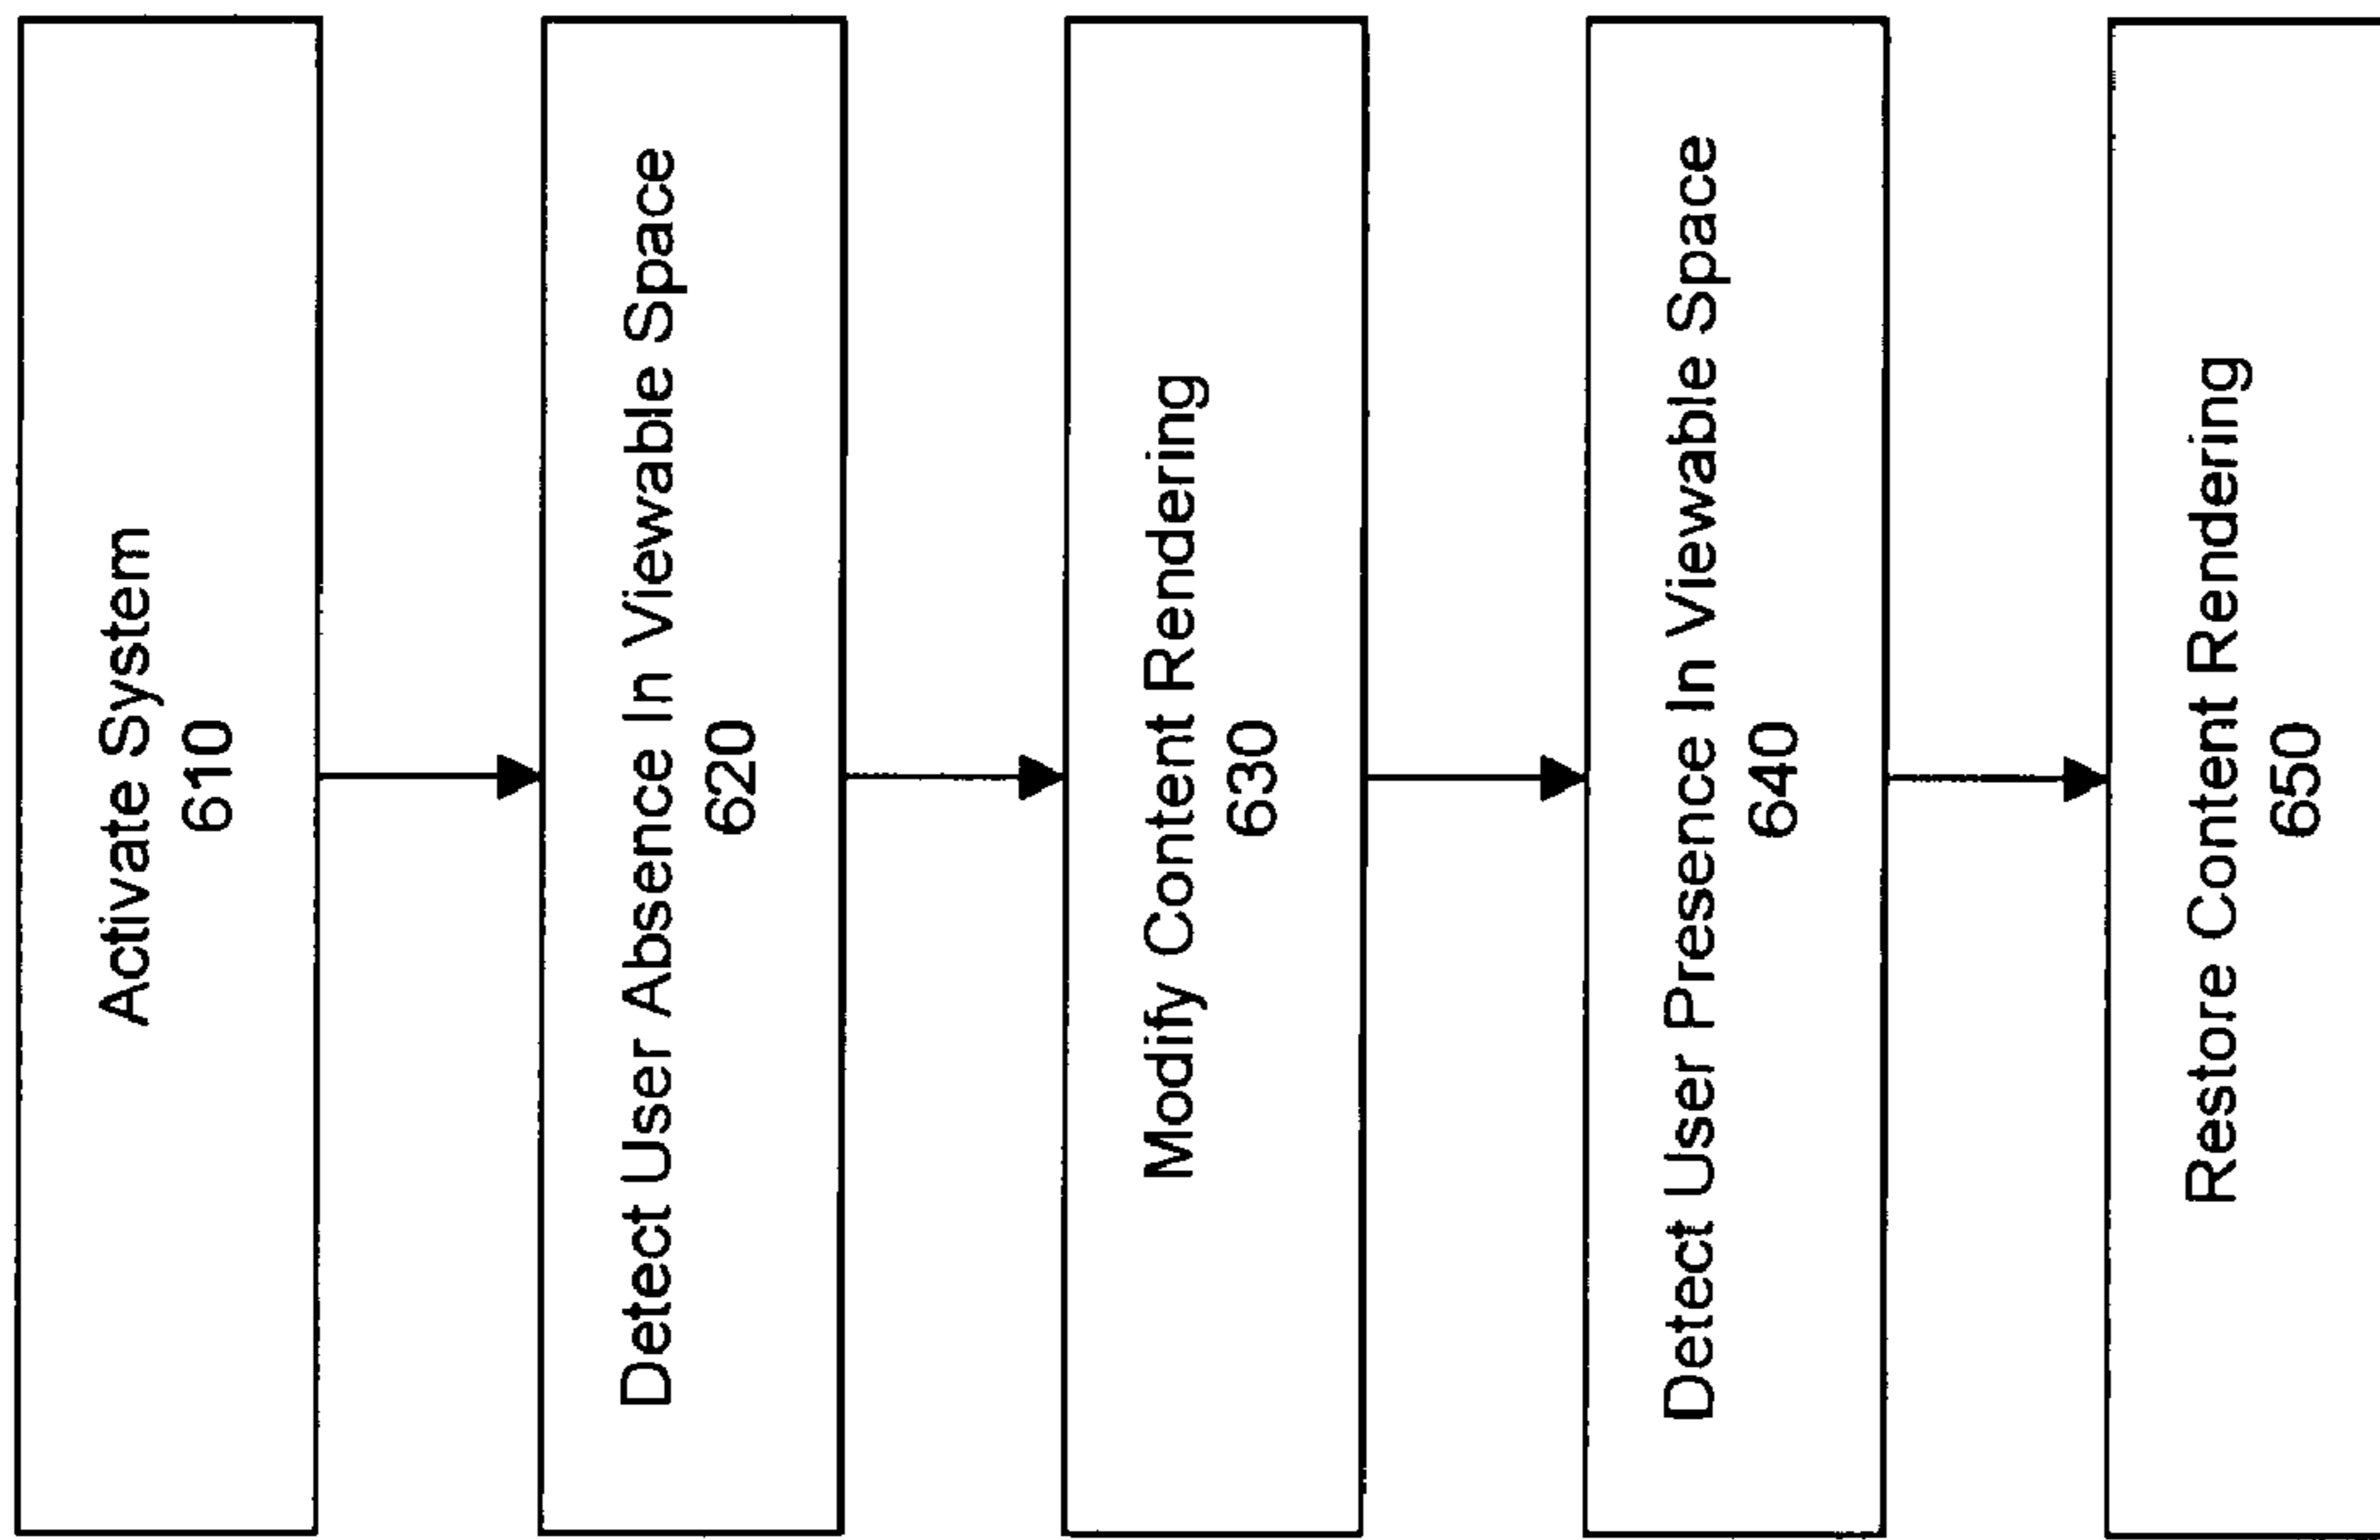 Activate System
610
Detect User Absence In Viewable Space
620
Modify Content Rendering
630
Detect User Presence In Viewable Space
640
Restore Content Rendering
650